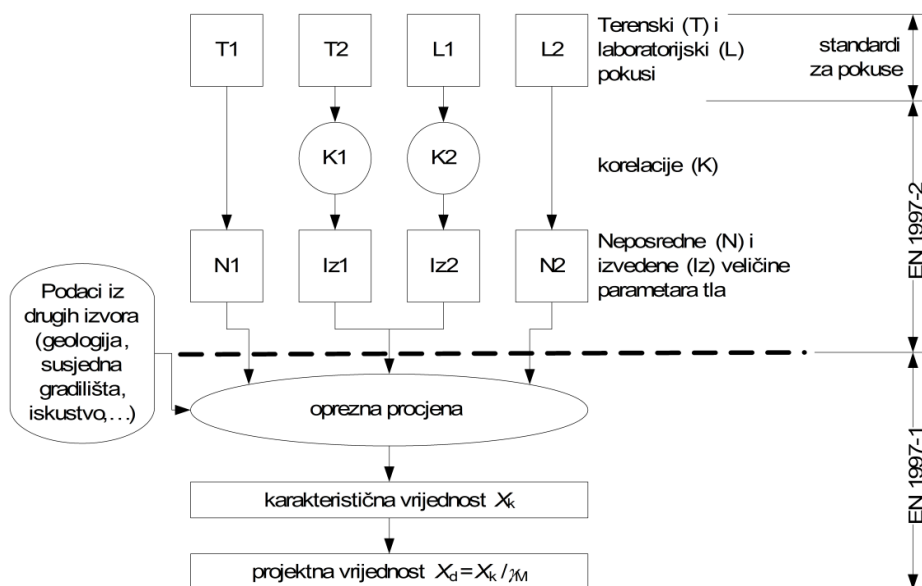 T1
T2
L1
L2
Terenski (T) i
laboratorijski (L)
pokusi
standardi
za pokuse
K1
K2
korelacije (K)
EN 1997-2
N1
Iz1
Iz2
N2
Neposredne (N) i
izvedene (Iz) veličine
parametara tla
Podaci iz
drugih izvora
(geologija,
susjedna
gradilišta,
iskustvo,…)
oprezna procjena
EN 1997-1
karakteristična vrijednost Xk
projektna vrijednost Xd = Xk / γM